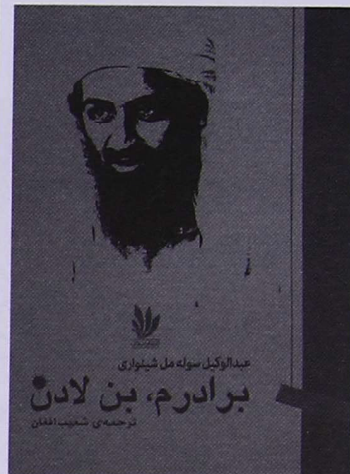 عبدالوکیل سوله مل شینواری
برادرم، بن لادن
ترجمه‌ی شعیب افغان